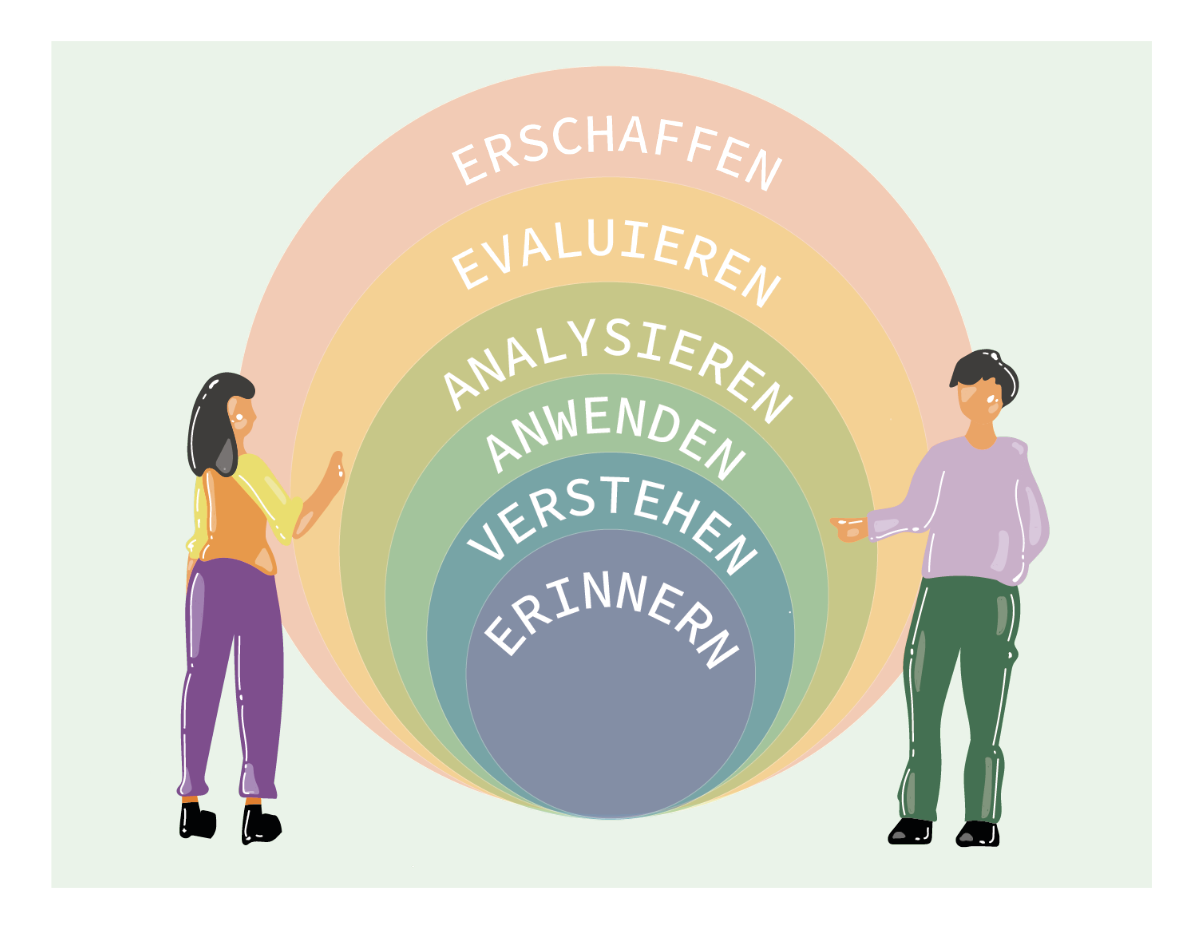 ERSCHAFFEN
EVALUIEREN
ANALYSIEREN
ANWENDEN
VERSTEHEN
ERINNERN